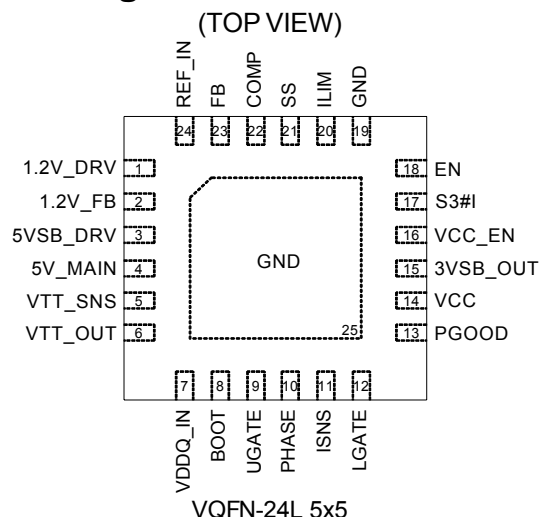 (TOP VIEW)
REF_IN
FB
COMP
SS
ILIM
GND
24
23
22
21
20
19
1.2V_DRV 1
1.2V_FB 2
5VSB_DRV 3
5V_MAIN 4
VTT_SNS 5
VTT_OUT 6
GND
25
18 EN
17 S3#I
16 VCC_EN
15 3VSB_OUT
14 VCC
13 PGOOD
7
8
9
10
11
12
VDDQ_IN
BOOT
UGATE
PHASE
ISNS
LGATE
VQFN-24L 5x5